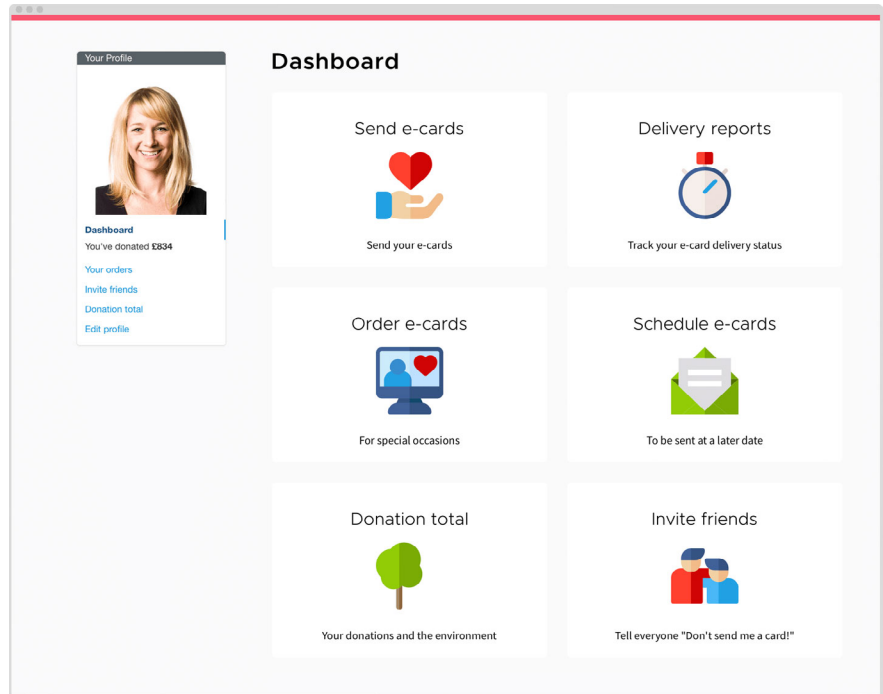 Your Profile
Dashboard
You've donated £834
Your orders
Invite friends
Donation total
Edit profile
Dashboard
Send e-cards
Send your e-cards
Delivery reports
Track your e-card delivery status
Order e-cards
For special occasions
Schedule e-cards
To be sent at a later date
Donation total
Your donations and the environment
Invite friends
Tell everyone "Don't send me a card!"